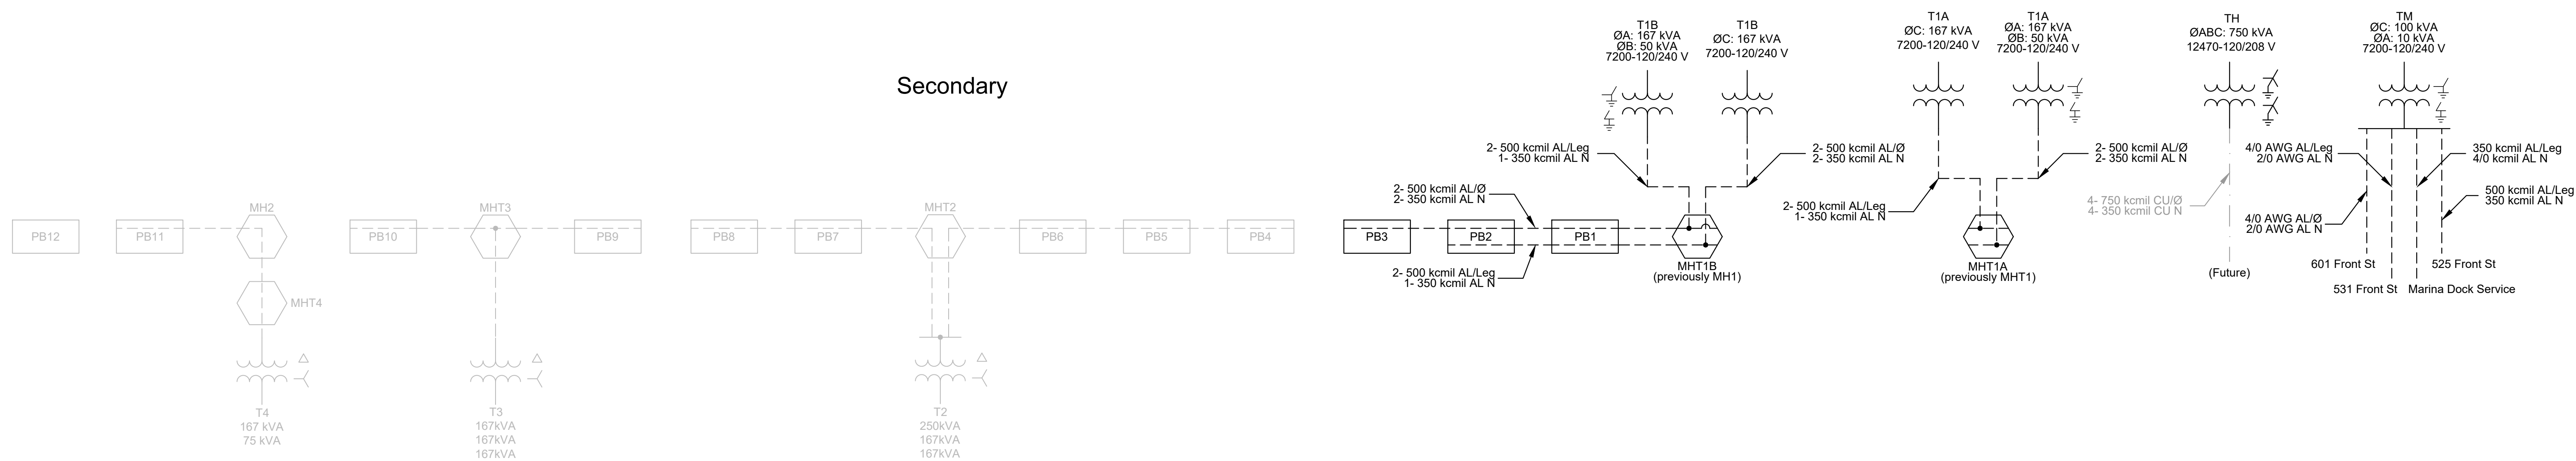 Secondary
T1B
ØA: 167 kVA
ØB: 50 kVA
7200-120/240 V
T1B
ØC: 167 kVA
7200-120/240 V
T1A
ØC: 167 kVA
7200-120/240 V
T1A
ØA: 167 kVA
ØB: 50 kVA
7200-120/240 V
TH
ØABC: 750 kVA
12470-120/208 V
TM
ØC: 100 kVA
ØA: 10 kVA
7200-120/240 V
2- 500 kcmil AL/Leg
1- 350 kcmil AL N
2- 500 kcmil AL/Ø
2- 350 kcmil AL N
2- 500 kcmil AL/Ø
2- 350 kcmil AL N
4/0 AWG AL/Leg
2/0 AWG AL N
350 kcmil AL/Leg
4/0 kcmil AL N
2- 500 kcmil AL/Ø
2- 350 kcmil AL N
2- 500 kcmil AL/Leg
1- 350 kcmil AL N
4- 750 kcmil CU/Ø
4- 350 kcmil CU N
4/0 AWG AL/Ø
2/0 AWG AL N
500 kcmil AL/Leg
350 kcmil AL N
PB12
PB11
MH2
PB10
MHT3
PB9
PB8
PB7
MHT2
PB6
PB5
PB4
PB3
PB2
PB1
2- 500 kcmil AL/Leg
1- 350 kcmil AL N
MHT1B
(previously MH1)
MHT1A
(previously MHT1)
(Future)
601 Front St
525 Front St
531 Front St
Marina Dock Service
MHT4
T4
167 kVA
75 kVA
T3
167kVA
167kVA
167kVA
T2
250kVA
167kVA
167kVA